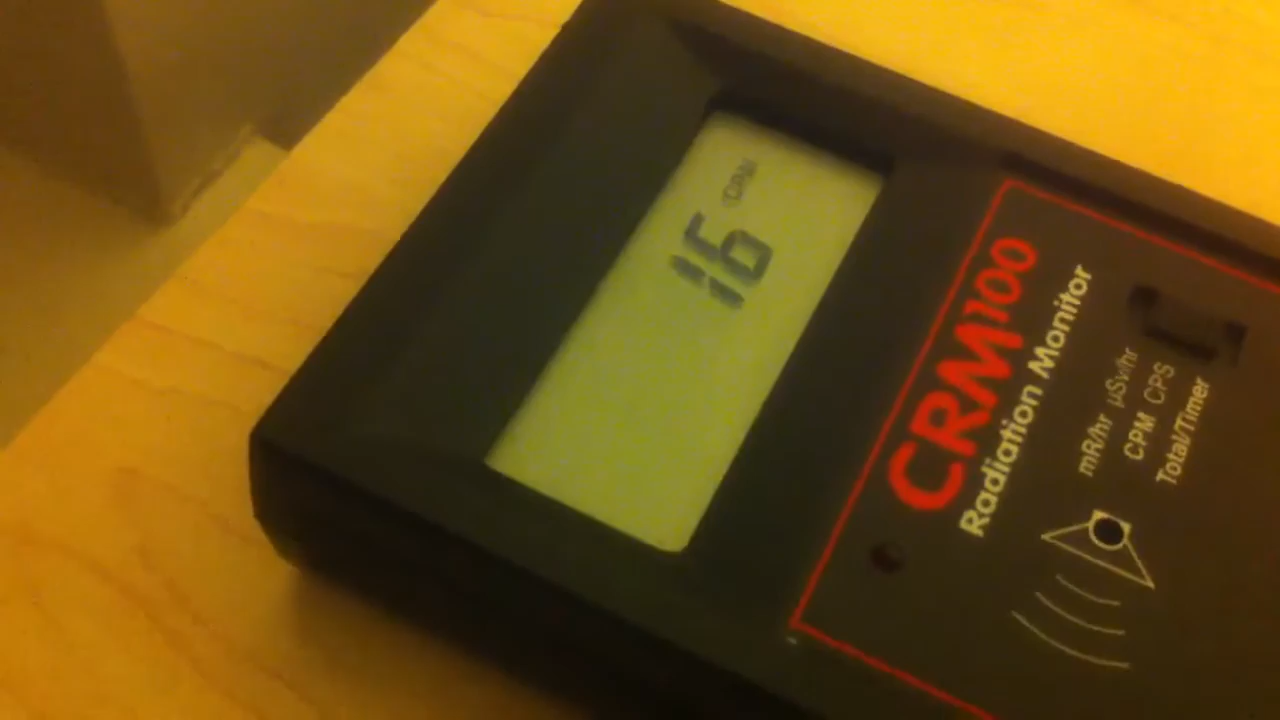 16 CPM
CRM100
Radiation Monitor
mR/hr µSv/hr
CPM CPS
Total/Timer